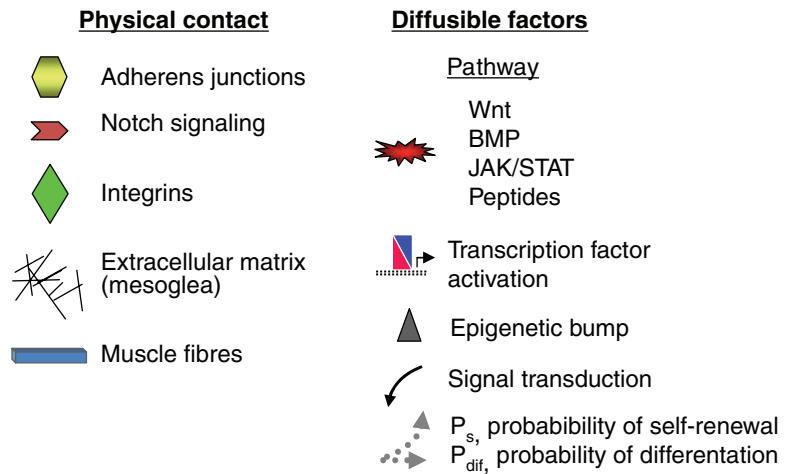 Physical contact
Adherens junctions
Notch signaling
Integrins
Extracellular matrix
(mesoglea)
Muscle fibres
Diffusible factors
Pathway
Wnt
BMP
JAK/STAT
Peptides
Transcription factor
activation
Epigenetic bump
Signal transduction
Ps, probabibility of self-renewal
Pdif, probability of differentation